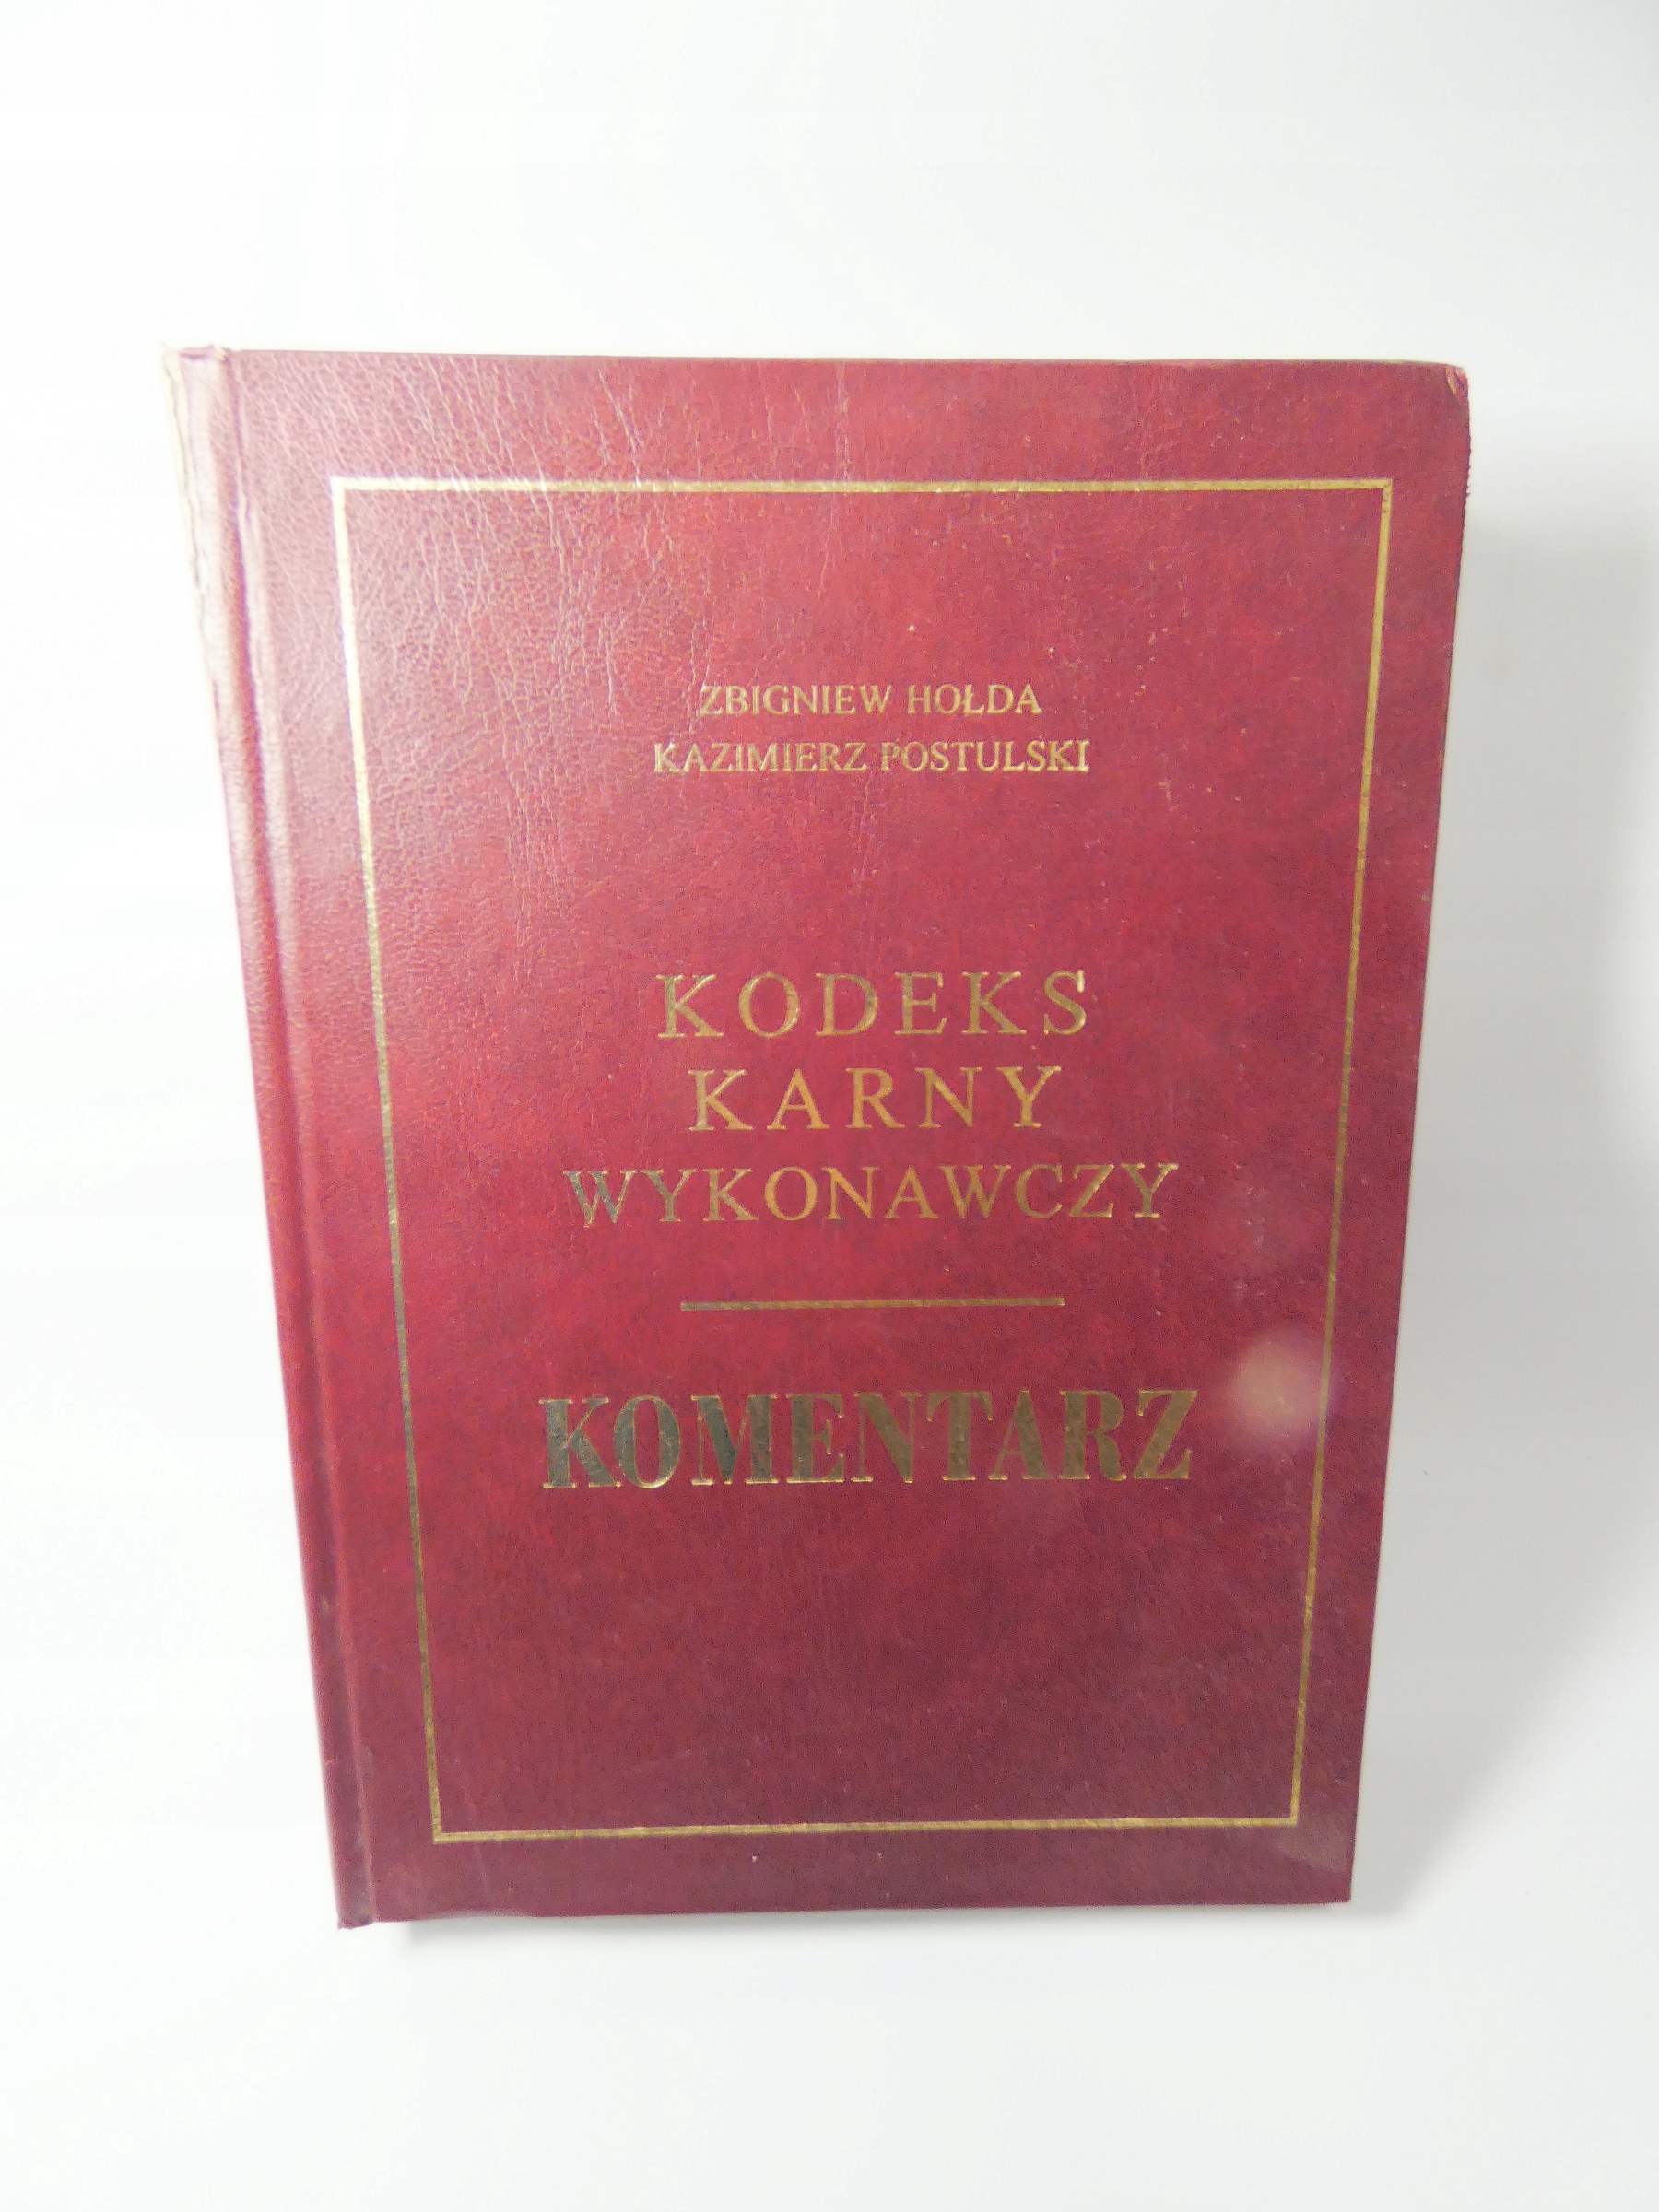 ZBIGNIEW HOŁDA
KAZIMIERZ POSTULSKI
KODEKS
KARNY
WYKONAWCZY
KOMENTARZ